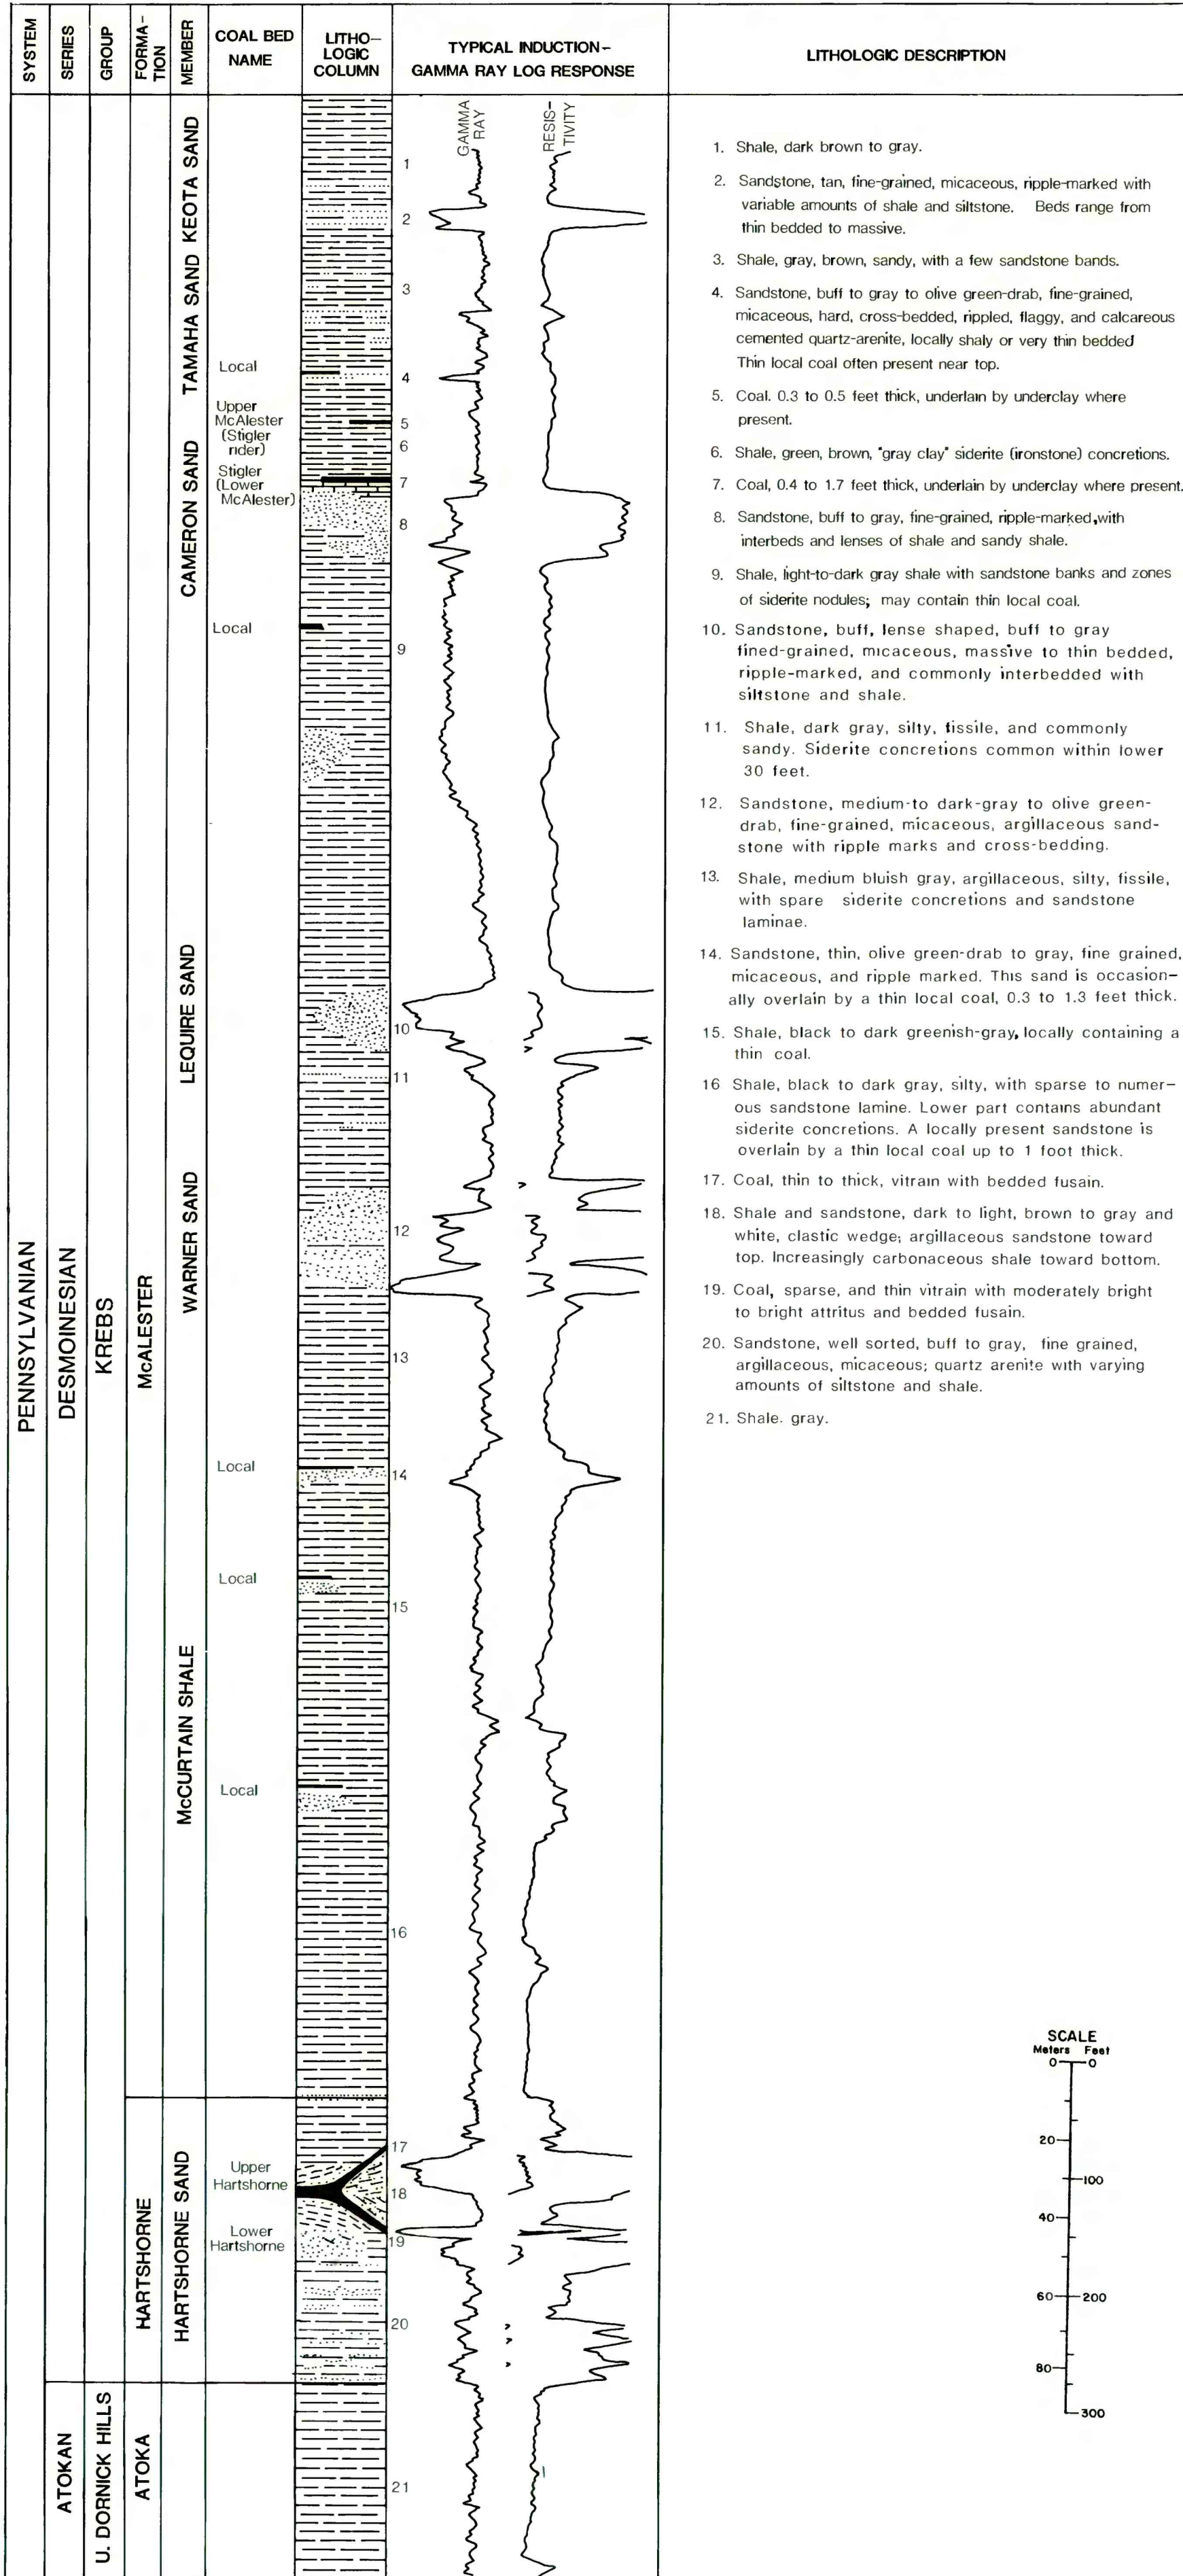 SYSTEM
SERIES
GROUP
FORMA-
TION
MEMBER
COAL BED
NAME
LITHO-
LOGIC
COLUMN
TYPICAL INDUCTION-
GAMMA RAY LOG RESPONSE
LITHOLOGIC DESCRIPTION
PENNSYLVANIAN
DESMOINESIAN
ATOKAN
KREBS
U. DORNICK HILLS
McALESTER
HARTSHORNE
ATOKA
KEOTA SAND
TAMAHA SAND
CAMERON SAND
LEQUIRE SAND
WARNER SAND
McCURTAIN SHALE
HARTSHORNE SAND
Local
Upper
McAlester
(Stigler
rider)
Stigler
(Lower
McAlester)
Local
Local
Local
Local
Upper
Hartshorne
Lower
Hartshorne
GAMMA
RAY
RESIS-
TIVITY
1
2
3
4
5
6
7
8
9
10
11
12
13
14
15
16
17
18
19
20
21
1. Shale, dark brown to gray.
2. Sandstone, tan, fine-grained, micaceous, ripple-marked with
variable amounts of shale and siltstone. Beds range from
thin bedded to massive.
3. Shale, gray, brown, sandy, with a few sandstone bands.
4. Sandstone, buff to gray to olive green-drab, fine-grained,
micaceous, hard, cross-bedded, rippled, flaggy, and calcareous
cemented quartz-arenite, locally shaly or very thin bedded
Thin local coal often present near top.
5. Coal. 0.3 to 0.5 feet thick, underlain by underclay where
present.
6. Shale, green, brown, "gray clay" siderite (ironstone) concretions.
7. Coal, 0.4 to 1.7 feet thick, underlain by underclay where present.
8. Sandstone, buff to gray, fine-grained, ripple-marked, with
interbeds and lenses of shale and sandy shale.
9. Shale, light-to-dark gray shale with sandstone banks and zones
of siderite nodules; may contain thin local coal.
10. Sandstone, buff, lense shaped, buff to gray
fined-grained, micaceous, massive to thin bedded,
ripple-marked, and commonly interbedded with
siltstone and shale.
11. Shale, dark gray, silty, fissile, and commonly
sandy. Siderite concretions common within lower
30 feet.
12. Sandstone, medium-to dark-gray to olive green-
drab, fine-grained, micaceous, argillaceous sand-
stone with ripple marks and cross-bedding.
13. Shale, medium bluish gray, argillaceous, silty, fissile,
with spare siderite concretions and sandstone
laminae.
14. Sandstone, thin, olive green-drab to gray, fine grained,
micaceous, and ripple marked. This sand is occasion-
ally overlain by a thin local coal, 0.3 to 1.3 feet thick.
15. Shale, black to dark greenish-gray, locally containing a
thin coal.
16 Shale, black to dark gray, silty, with sparse to numer-
ous sandstone lamine. Lower part contains abundant
siderite concretions. A locally present sandstone is
overlain by a thin local coal up to 1 foot thick.
17. Coal, thin to thick, vitrain with bedded fusain.
18. Shale and sandstone, dark to light, brown to gray and
white, clastic wedge; argillaceous sandstone toward
top. Increasingly carbonaceous shale toward bottom.
19. Coal, sparse, and thin vitrain with moderately bright
to bright attritus and bedded fusain.
20. Sandstone, well sorted, buff to gray, fine grained,
argillaceous, micaceous; quartz arenite with varying
amounts of siltstone and shale.
21. Shale. gray.
SCALE
Meters Feet
0 0
20
100
40
60 200
80
300